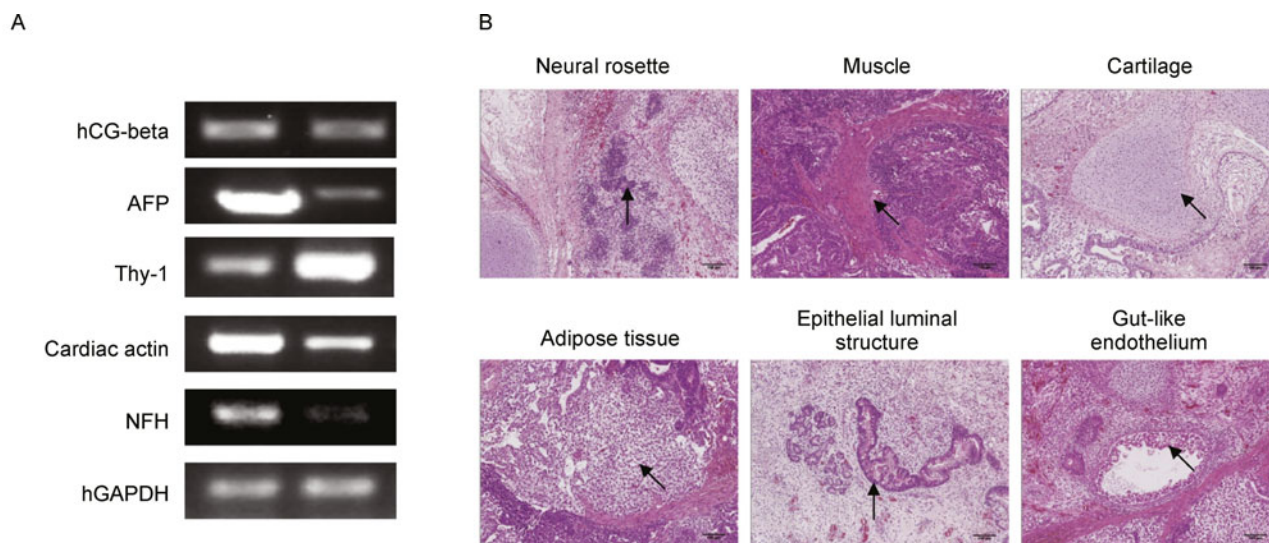 A
hCG-beta
AFP
Thy-1
Cardiac actin
NFH
hGAPDH
B
Neural rosette
Muscle
Cartilage
Adipose tissue
Epithelial luminal
structure
Gut-like
endothelium